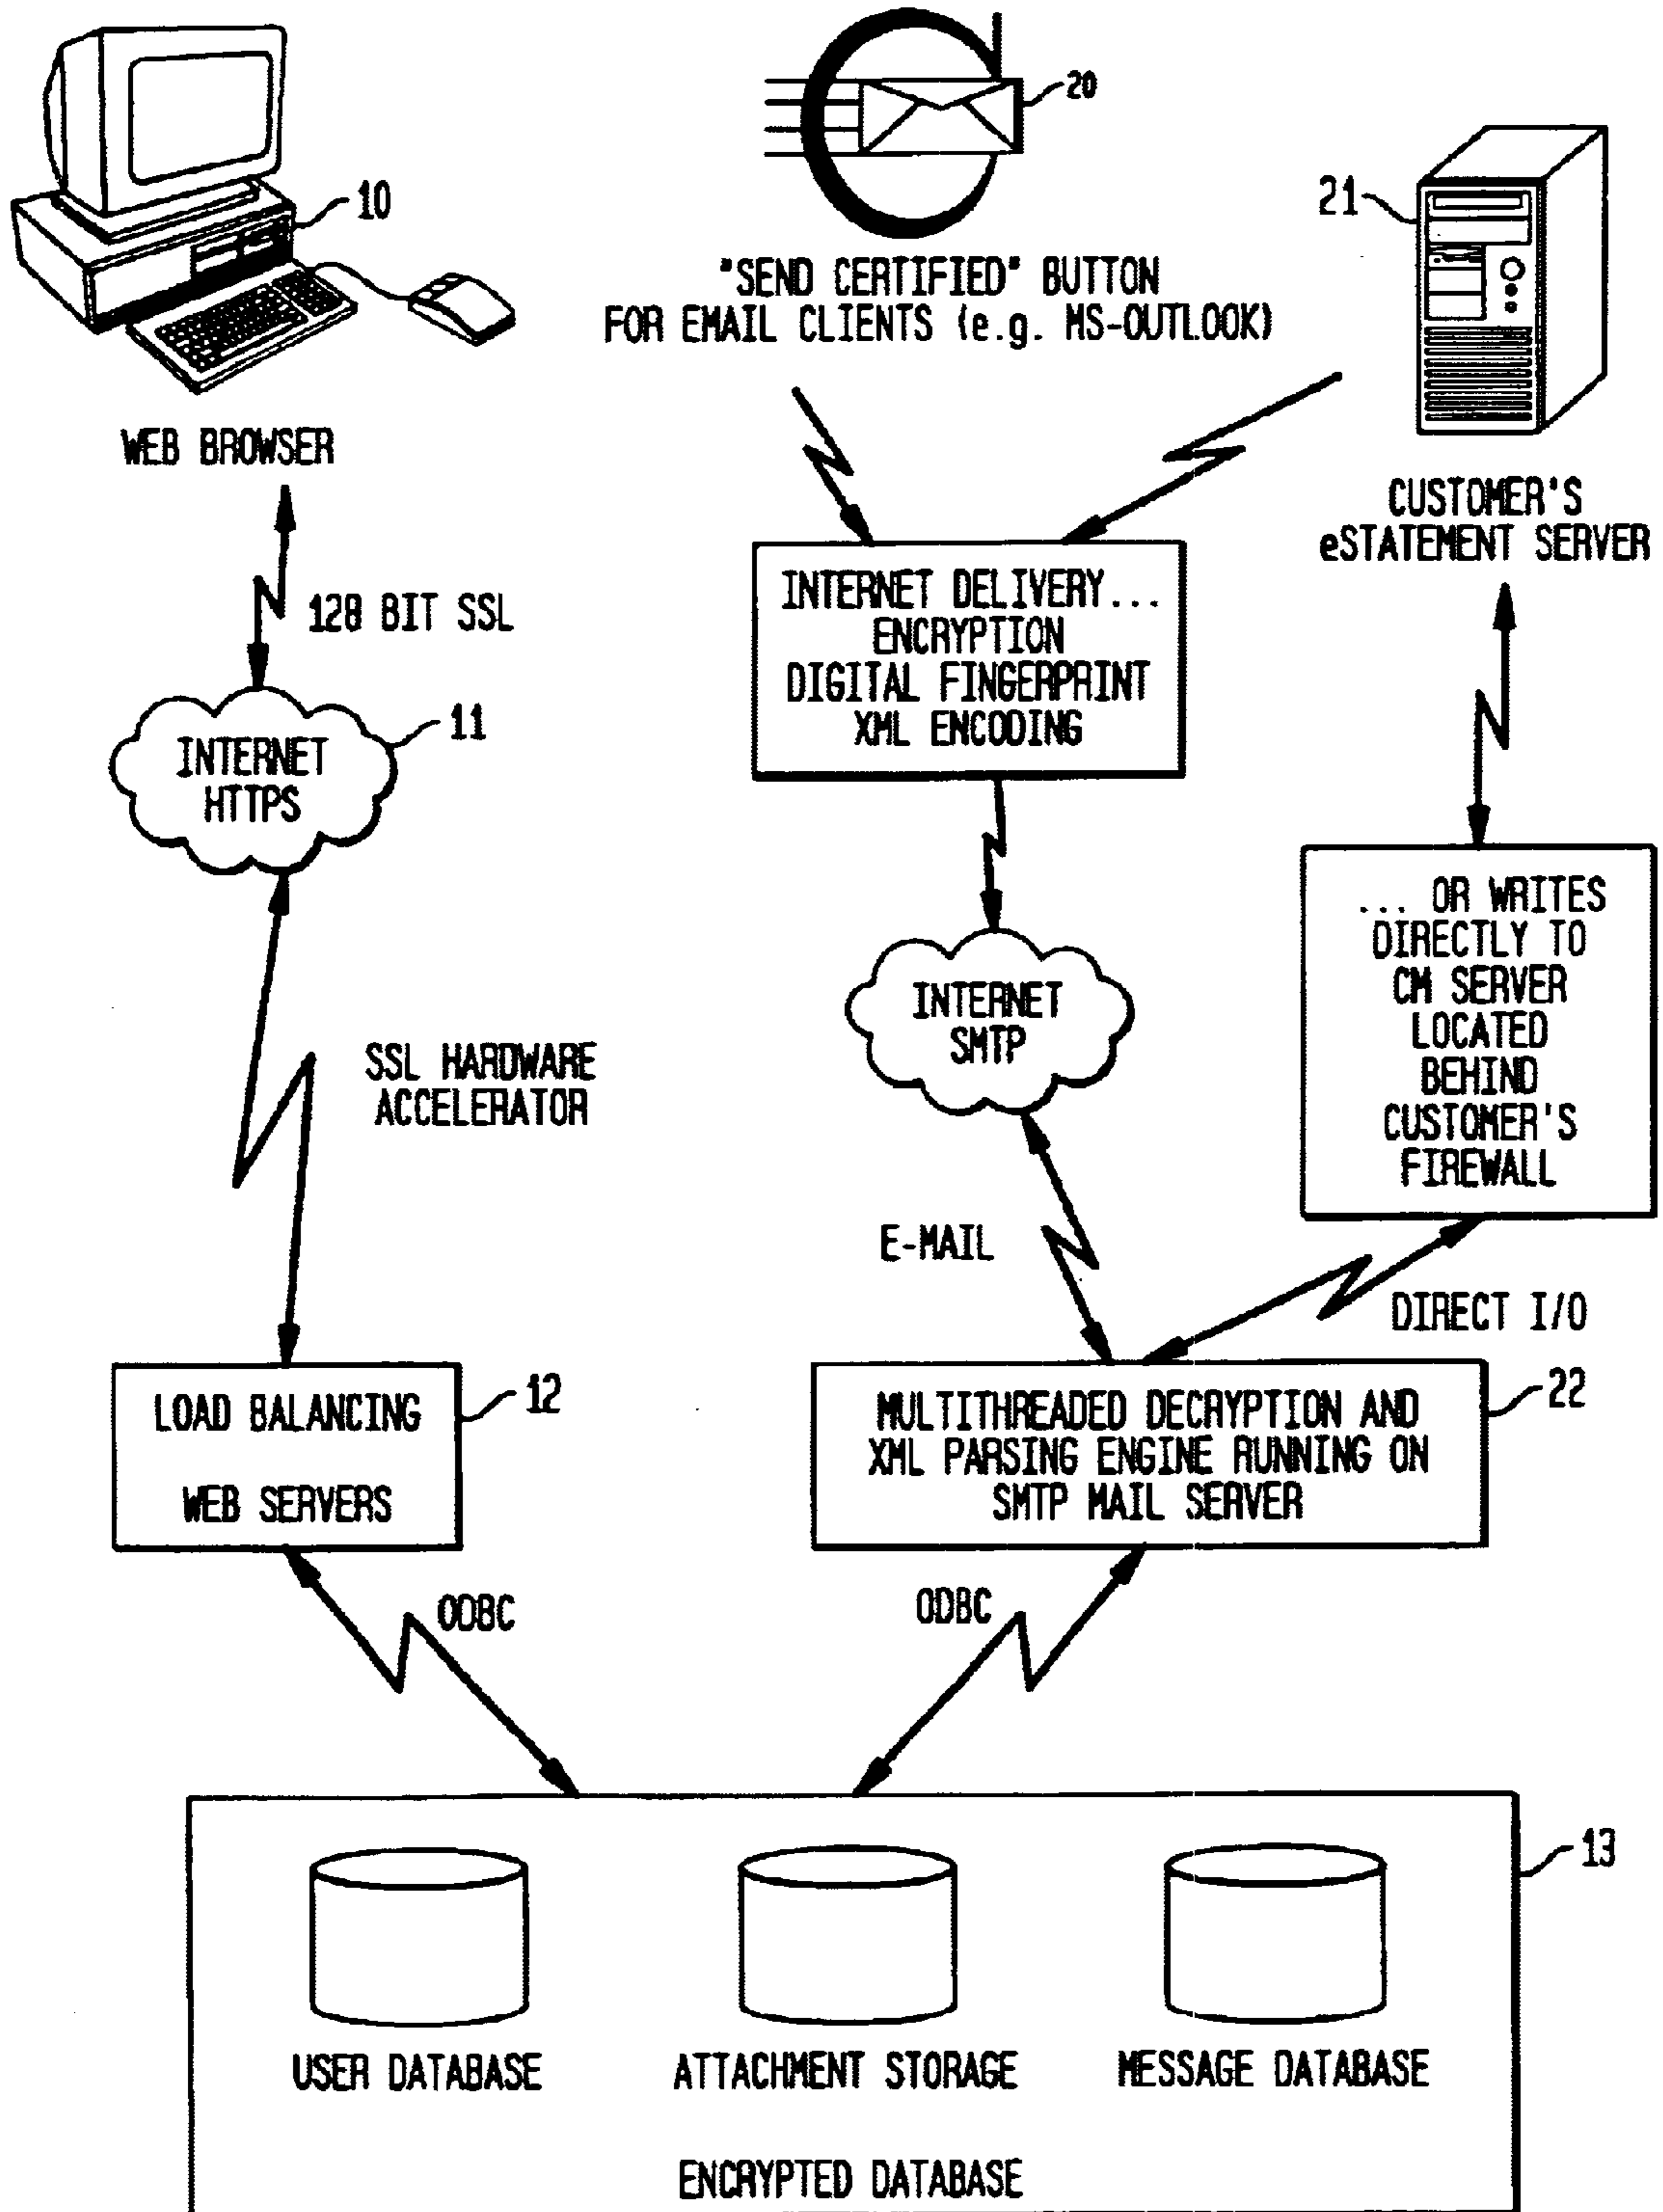 20
10
21
"SEND CERTIFIED" BUTTON
FOR EMAIL CLIENTS (e.g. MS-OUTLOOK)
WEB BROWSER
CUSTOMER'S
eSTATEMENT SERVER
128 BIT SSL
INTERNET DELIVERY...
ENCRYPTION
DIGITAL FINGERPRINT
XML ENCODING
11
INTERNET
HTTPS
... OR WRITES
DIRECTLY TO
CM SERVER
LOCATED
BEHIND
CUSTOMER'S
FIREWALL
INTERNET
SMTP
SSL HARDWARE
ACCELERATOR
E-MAIL
DIRECT I/O
12
LOAD BALANCING
WEB SERVERS
22
MULTITHREADED DECRYPTION AND
XML PARSING ENGINE RUNNING ON
SMTP MAIL SERVER
ODBC
ODBC
13
USER DATABASE
ATTACHMENT STORAGE
MESSAGE DATABASE
ENCRYPTED DATABASE